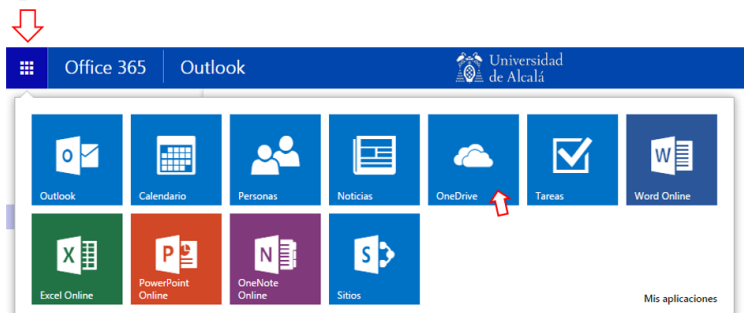 Office 365 Outlook Universidad
de Alcalá
Outlook Calendario Personas Noticias OneDrive Tareas Word Online
Excel Online PowerPoint
Online OneNote
Online Sitios
Mis aplicaciones